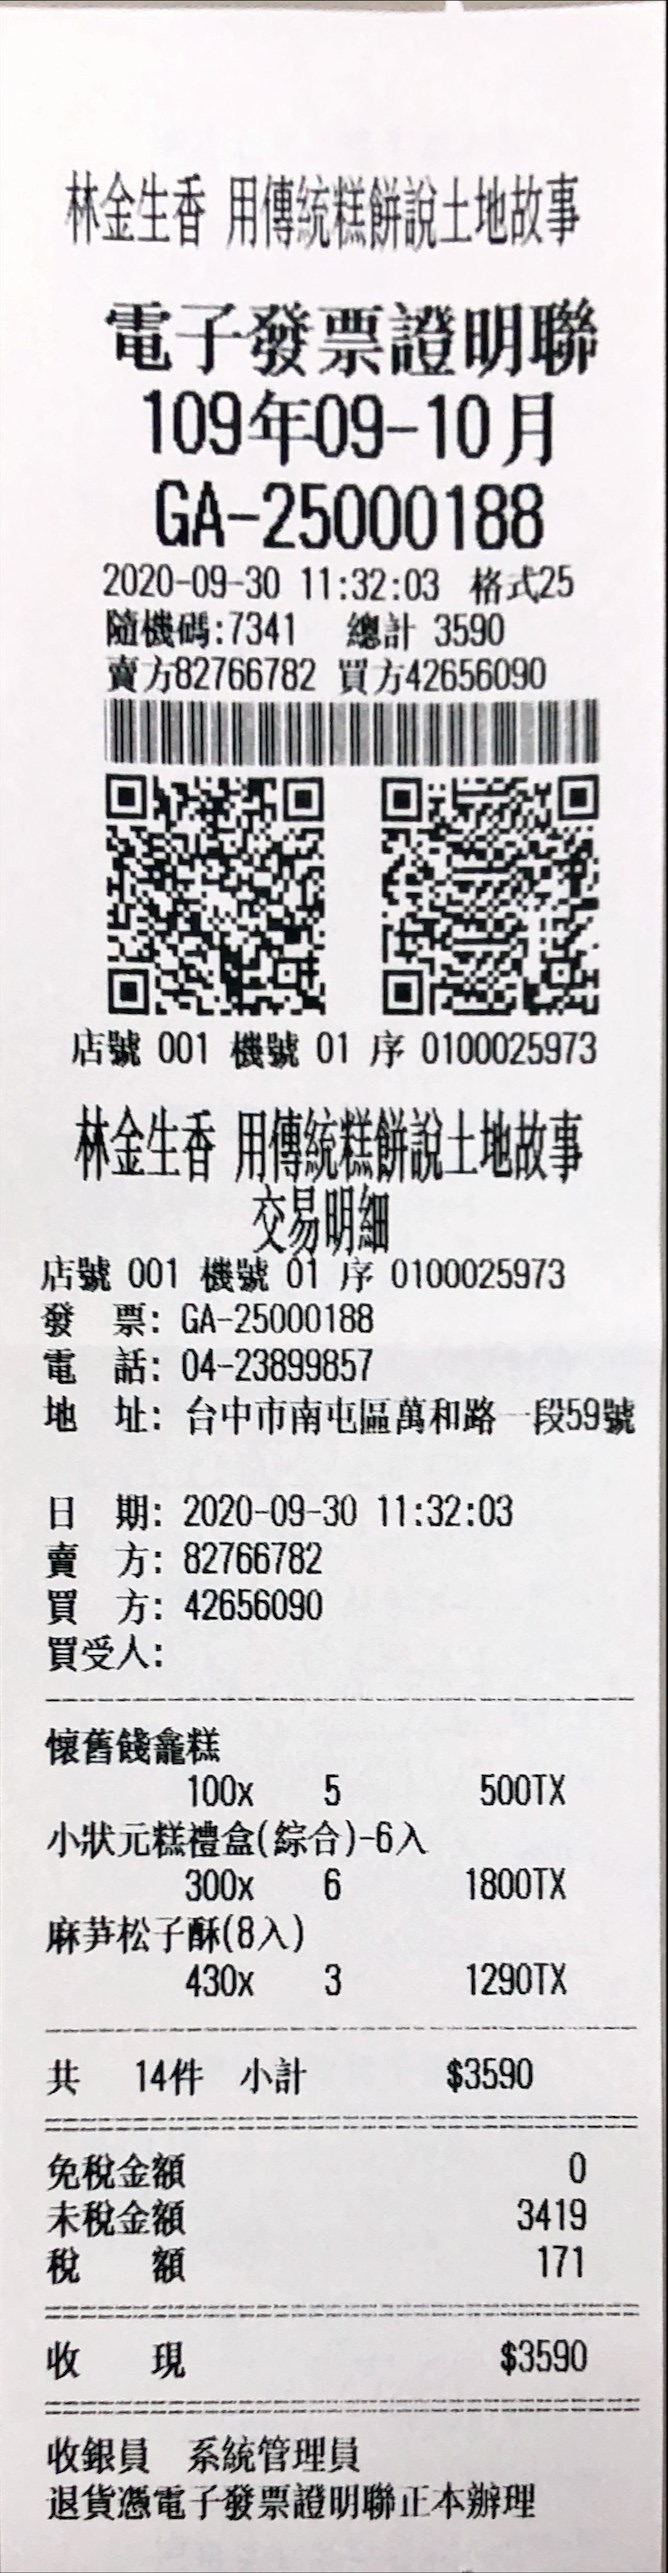 林金生香 用傳統糕餅說土地故事
電子發票證明聯
109年09-10月
GA-25000188
2020-09-30 11:32:03 格式25
隨機碼:7341 總計 3590
賣方82766782 買方42656090
店號 001 機號 01 序 0100025973
林金生香 用傳統糕餅說土地故事
交易明細
店號 001 機號 01 序 0100025973
發 票: GA-25000188
電 話: 04-23899857
地 址: 台中市南屯區萬和路一段59號
日 期: 2020-09-30 11:32:03
賣 方: 82766782
買 方: 42656090
買受人:
懷舊錢龕糕
100x 5 500TX
小狀元糕禮盒(綜合)-6入
300x 6 1800TX
麻芛松子酥(8入)
430x 3 1290TX
共 14件 小計 $3590
免稅金額 0
未稅金額 3419
稅 額 171
收 現 $3590
收銀員 系統管理員
退貨憑電子發票證明聯正本辦理